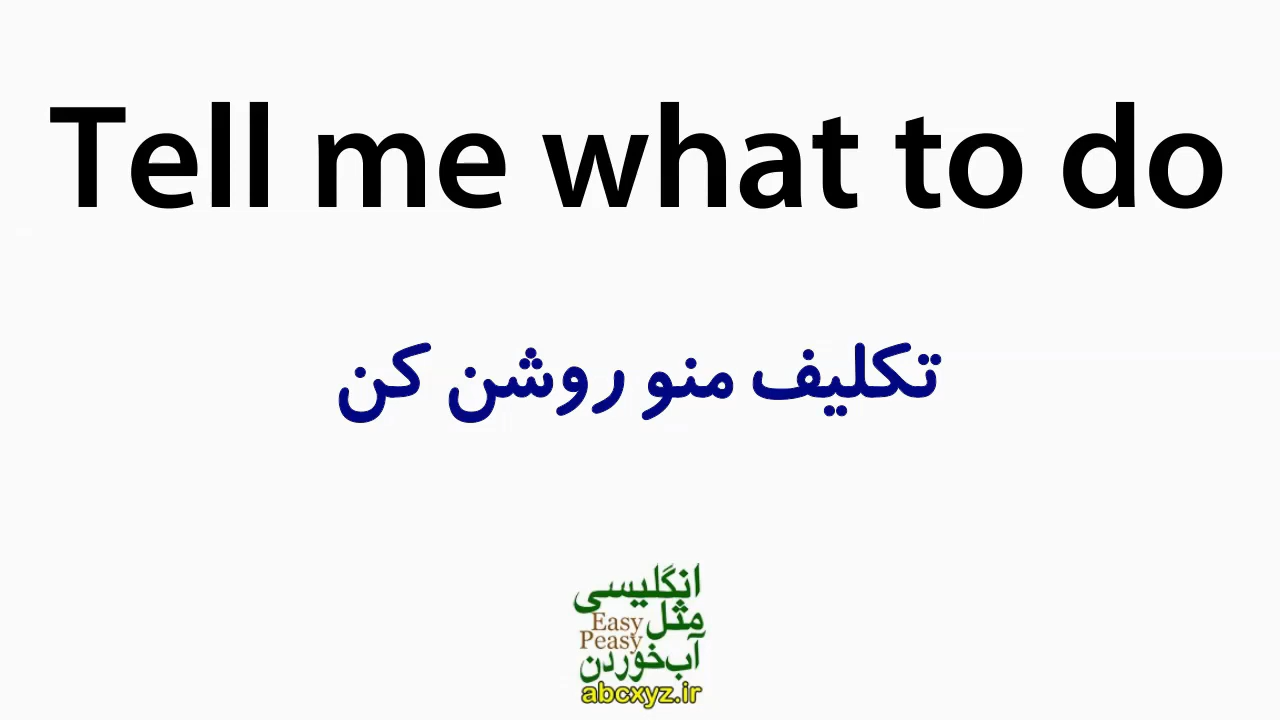 Tell me what to do
تکلیف منو روشن کن
انگلیسی
مثل
Easy
Peasy
آب‌خوردن
abcxyz.ir